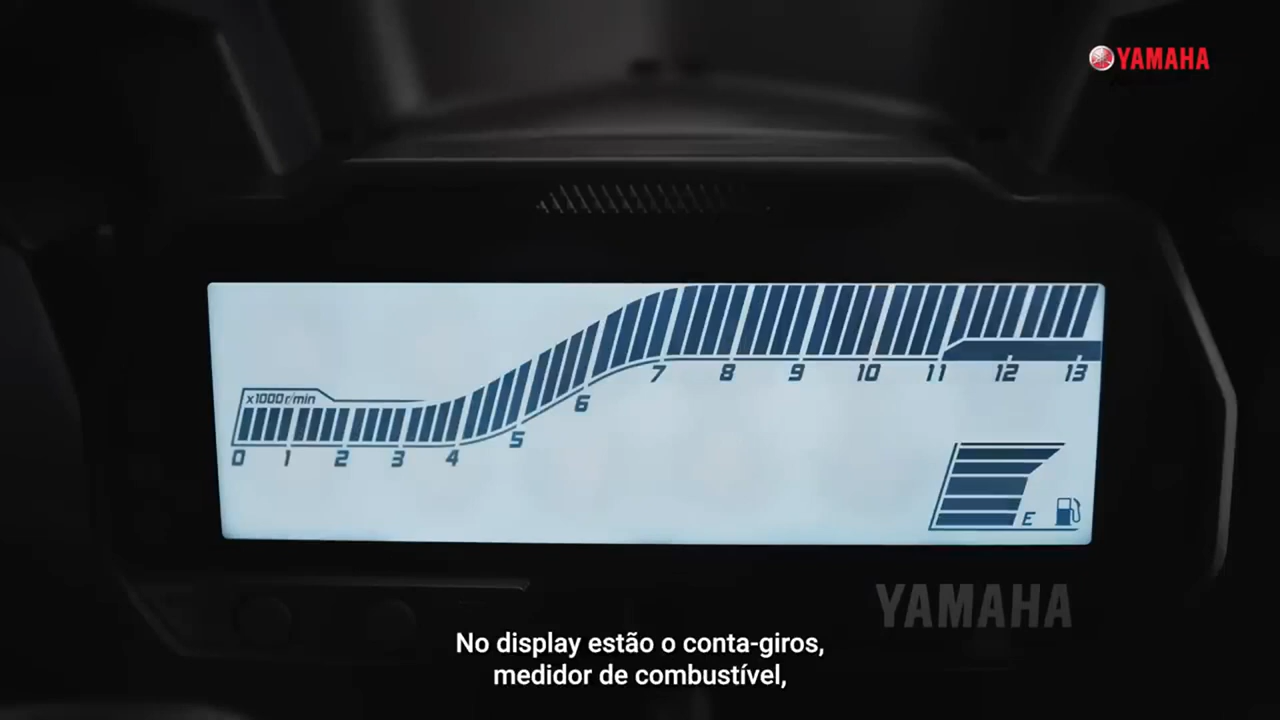 YAMAHA
x1000 r/min
0 1 2 3 4 5 6 7 8 9 10 11 12 13
E
YAMAHA
No display estão o conta-giros,
medidor de combustível,